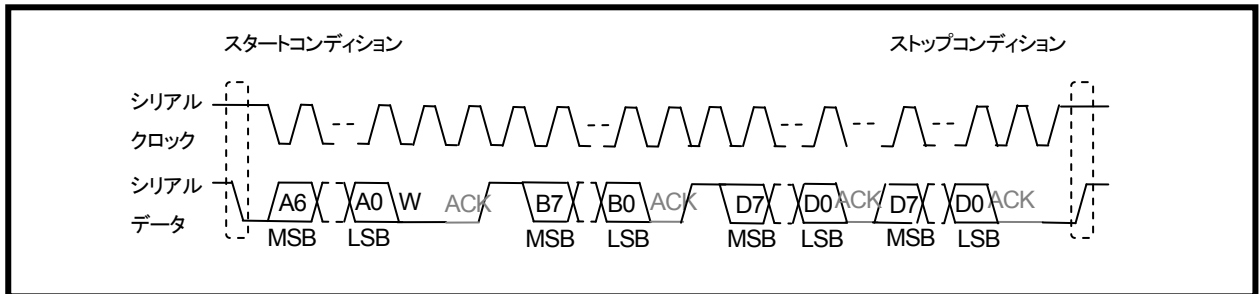 スタートコンディション ストップコンディション
シリアル
クロック
シリアル
データ
A6 A0 W ACK B7 B0 ACK D7 D0 ACK D7 D0 ACK
MSB LSB MSB LSB MSB LSB MSB LSB